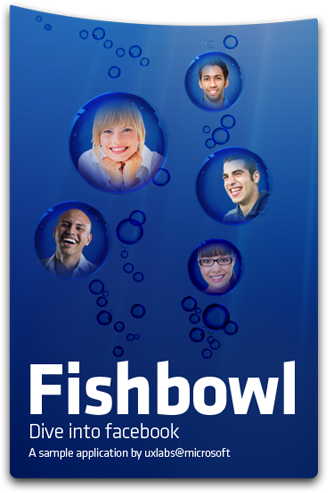 Fishbowl
Dive into facebook
A sample application by uxlabs@microsoft